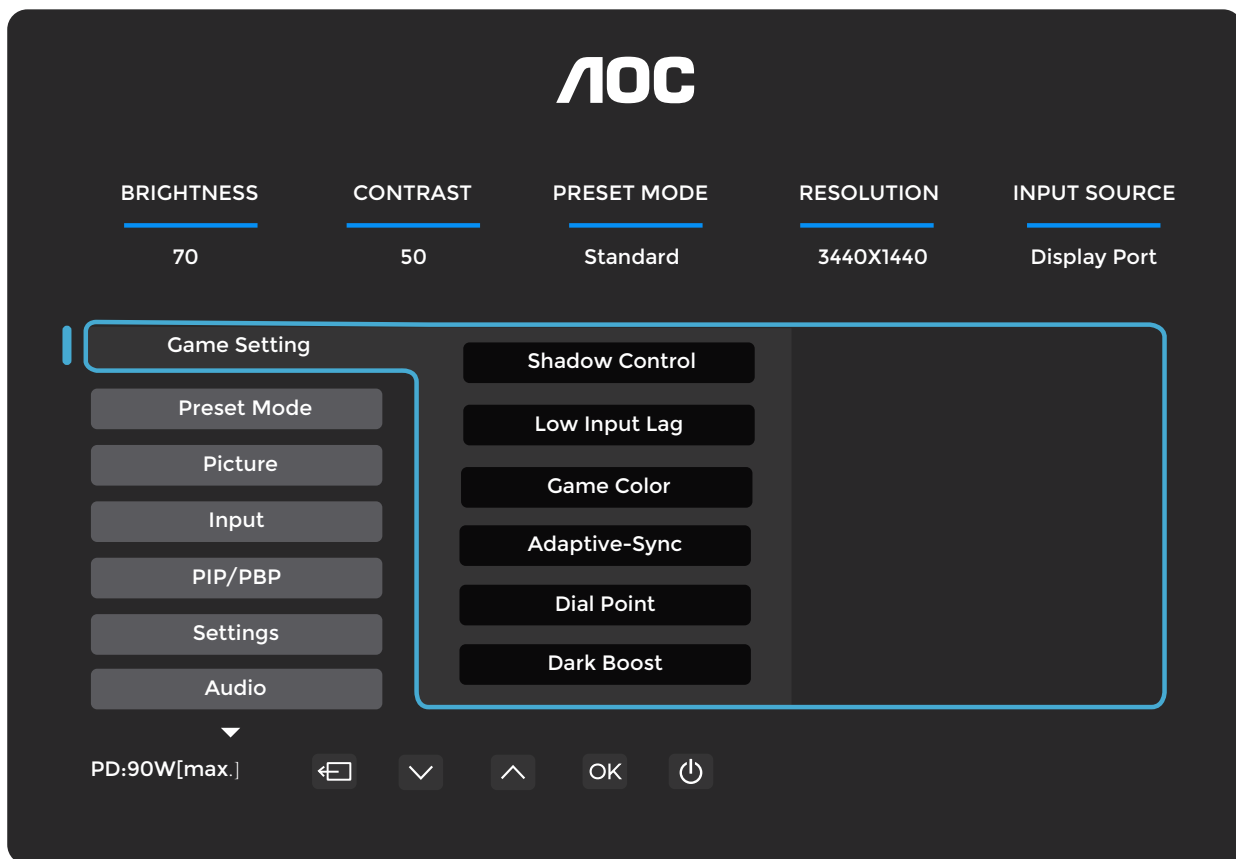 AOC
BRIGHTNESS CONTRAST PRESET MODE RESOLUTION INPUT SOURCE
70 50 Standard 3440X1440 Display Port
Game Setting
Preset Mode
Picture
Input
PIP/PBP
Settings
Audio
Shadow Control
Low Input Lag
Game Color
Adaptive-Sync
Dial Point
Dark Boost
PD:90W[max.]
OK